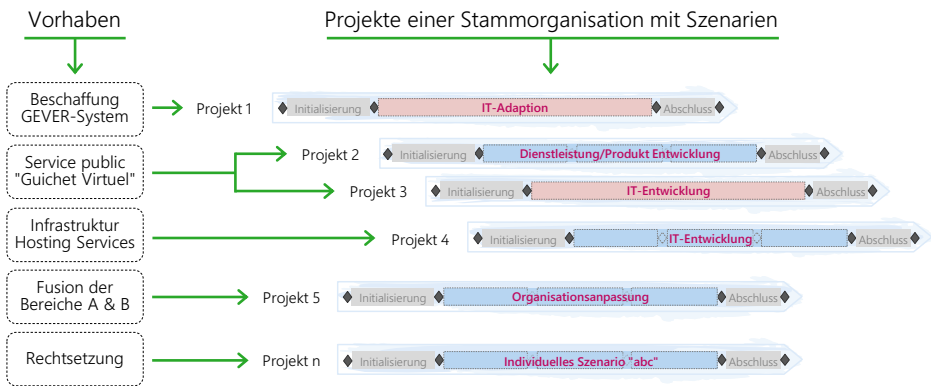 Vorhaben
Projekte einer Stammorganisation mit Szenarien
Beschaffung
GEVER-System
Projekt 1
Initialisierung
IT-Adaption
Abschluss
Service public
"Guichet Virtuel"
Projekt 2
Initialisierung
Dienstleistung/Produkt Entwicklung
Abschluss
Projekt 3
Initialisierung
IT-Entwicklung
Abschluss
Infrastruktur
Hosting Services
Projekt 4
Initialisierung
IT-Entwicklung
Abschluss
Fusion der
Bereiche A & B
Projekt 5
Initialisierung
Organisationsanpassung
Abschluss
Rechtsetzung
Projekt n
Initialisierung
Individuelles Szenario "abc"
Abschluss